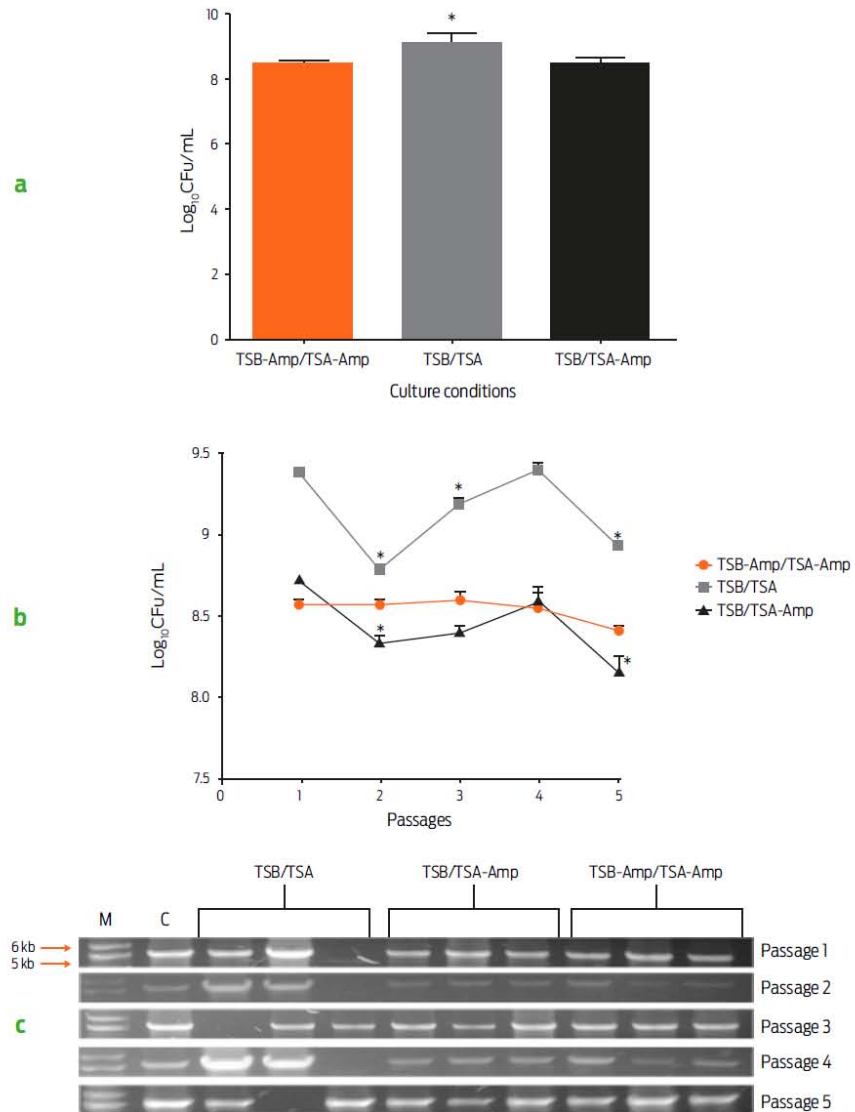 a
Log₁₀CFu/mL
10
8
6
4
2
0
*
TSB-Amp/TSA-Amp TSB/TSA TSB/TSA-Amp
Culture conditions
b
Log₁₀CFu/mL
9.5
9
8.5
8.0
7.5
0 1 2 3 4 5
Passages
*
*
*
*
*
TSB-Amp/TSA-Amp
TSB/TSA
TSB/TSA-Amp
c
TSB/TSA TSB/TSA-Amp TSB-Amp/TSA-Amp
M C
6 kb
5 kb
Passage 1
Passage 2
Passage 3
Passage 4
Passage 5